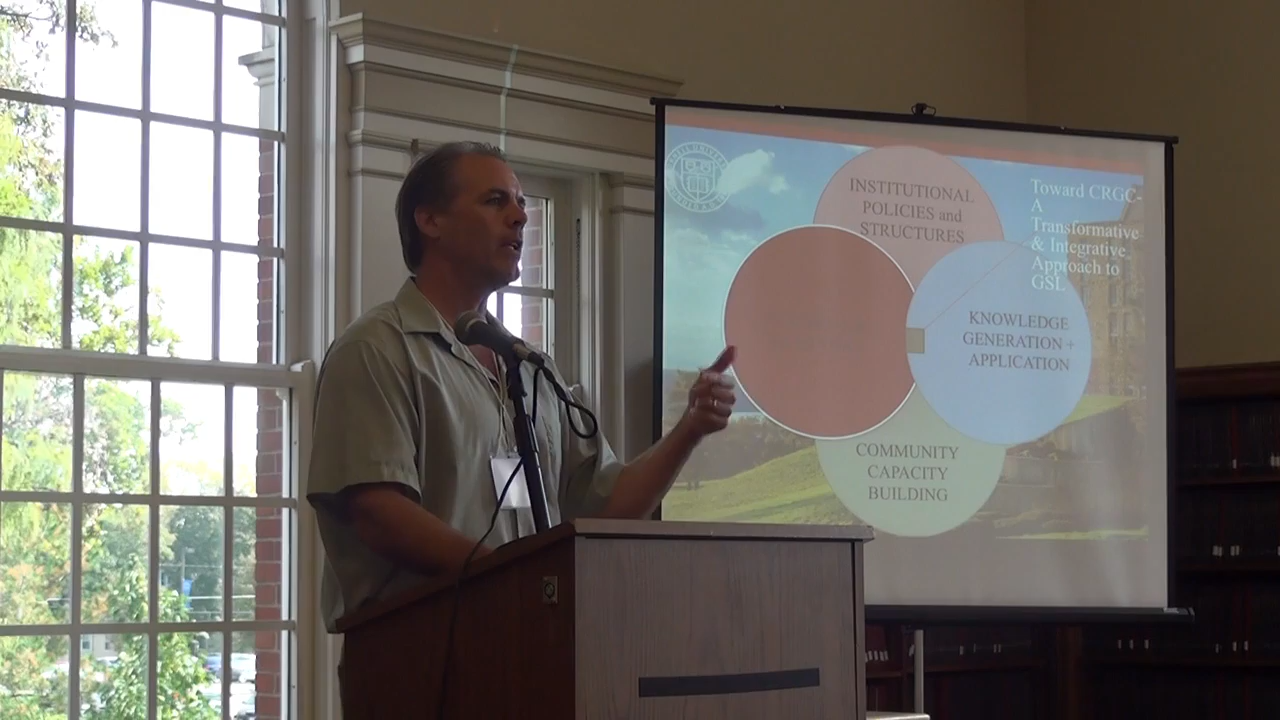 INSTITUTIONAL
POLICIES and
STRUCTURES
Toward CRGC-
A
Transformative
& Integrative
Approach to
GSL
KNOWLEDGE
GENERATION +
APPLICATION
COMMUNITY
CAPACITY
BUILDING